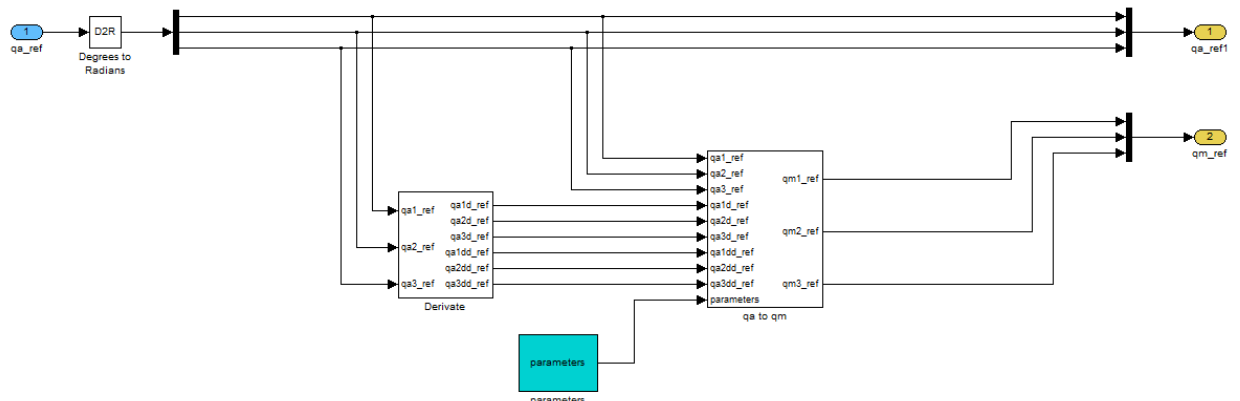 1
qa_ref
D2R
Degrees to
Radians
1
qa_ref1
2
qm_ref
qa1_ref
qa2_ref
qa3_ref
qa1d_ref
qa2d_ref
qa3d_ref
qa1dd_ref
qa2dd_ref
qa3dd_ref
Derivate
qa1_ref
qa2_ref
qa3_ref
qa1d_ref
qa2d_ref
qa3d_ref
qa1dd_ref
qa2dd_ref
qa3dd_ref
parameters
qm1_ref
qm2_ref
qm3_ref
qa to qm
parameters
parameters